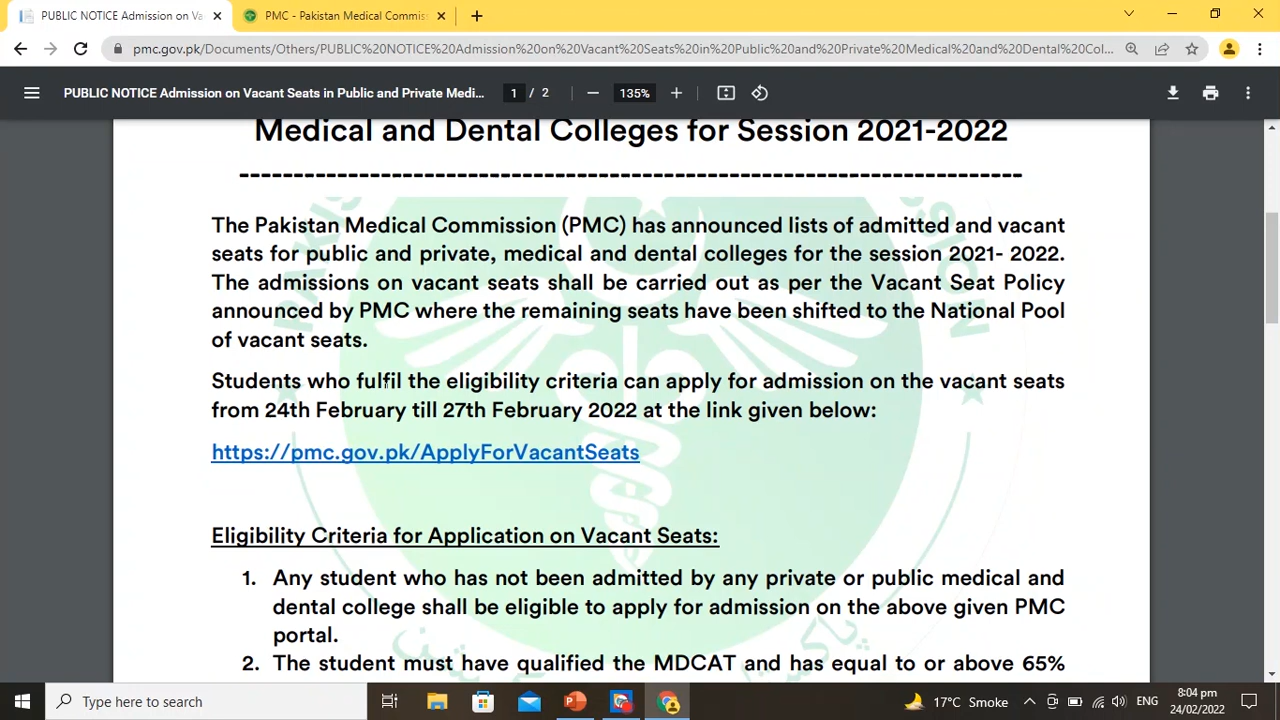 PUBLIC NOTICE Admission on Va
PMC - Pakistan Medical Commis
pmc.gov.pk/Documents/Others/PUBLIC%20NOTICE%20Admission%20on%20Vacant%20Seats%20in%20Public%20and%20Private%20Medical%20and%20Dental%20Col...
PUBLIC NOTICE Admission on Vacant Seats in Public and Private Medi...
1 / 2
135%
Medical and Dental Colleges for Session 2021-2022
------------------------------------------------------------------------
The Pakistan Medical Commission (PMC) has announced lists of admitted and vacant
seats for public and private, medical and dental colleges for the session 2021- 2022.
The admissions on vacant seats shall be carried out as per the Vacant Seat Policy
announced by PMC where the remaining seats have been shifted to the National Pool
of vacant seats.
Students who fulfil the eligibility criteria can apply for admission on the vacant seats
from 24th February till 27th February 2022 at the link given below:
https://pmc.gov.pk/ApplyForVacantSeats
Eligibility Criteria for Application on Vacant Seats:
1. Any student who has not been admitted by any private or public medical and
dental college shall be eligible to apply for admission on the above given PMC
portal.
2. The student must have qualified the MDCAT and has equal to or above 65%
Type here to search
17°C Smoke
ENG
8:04 pm
24/02/2022